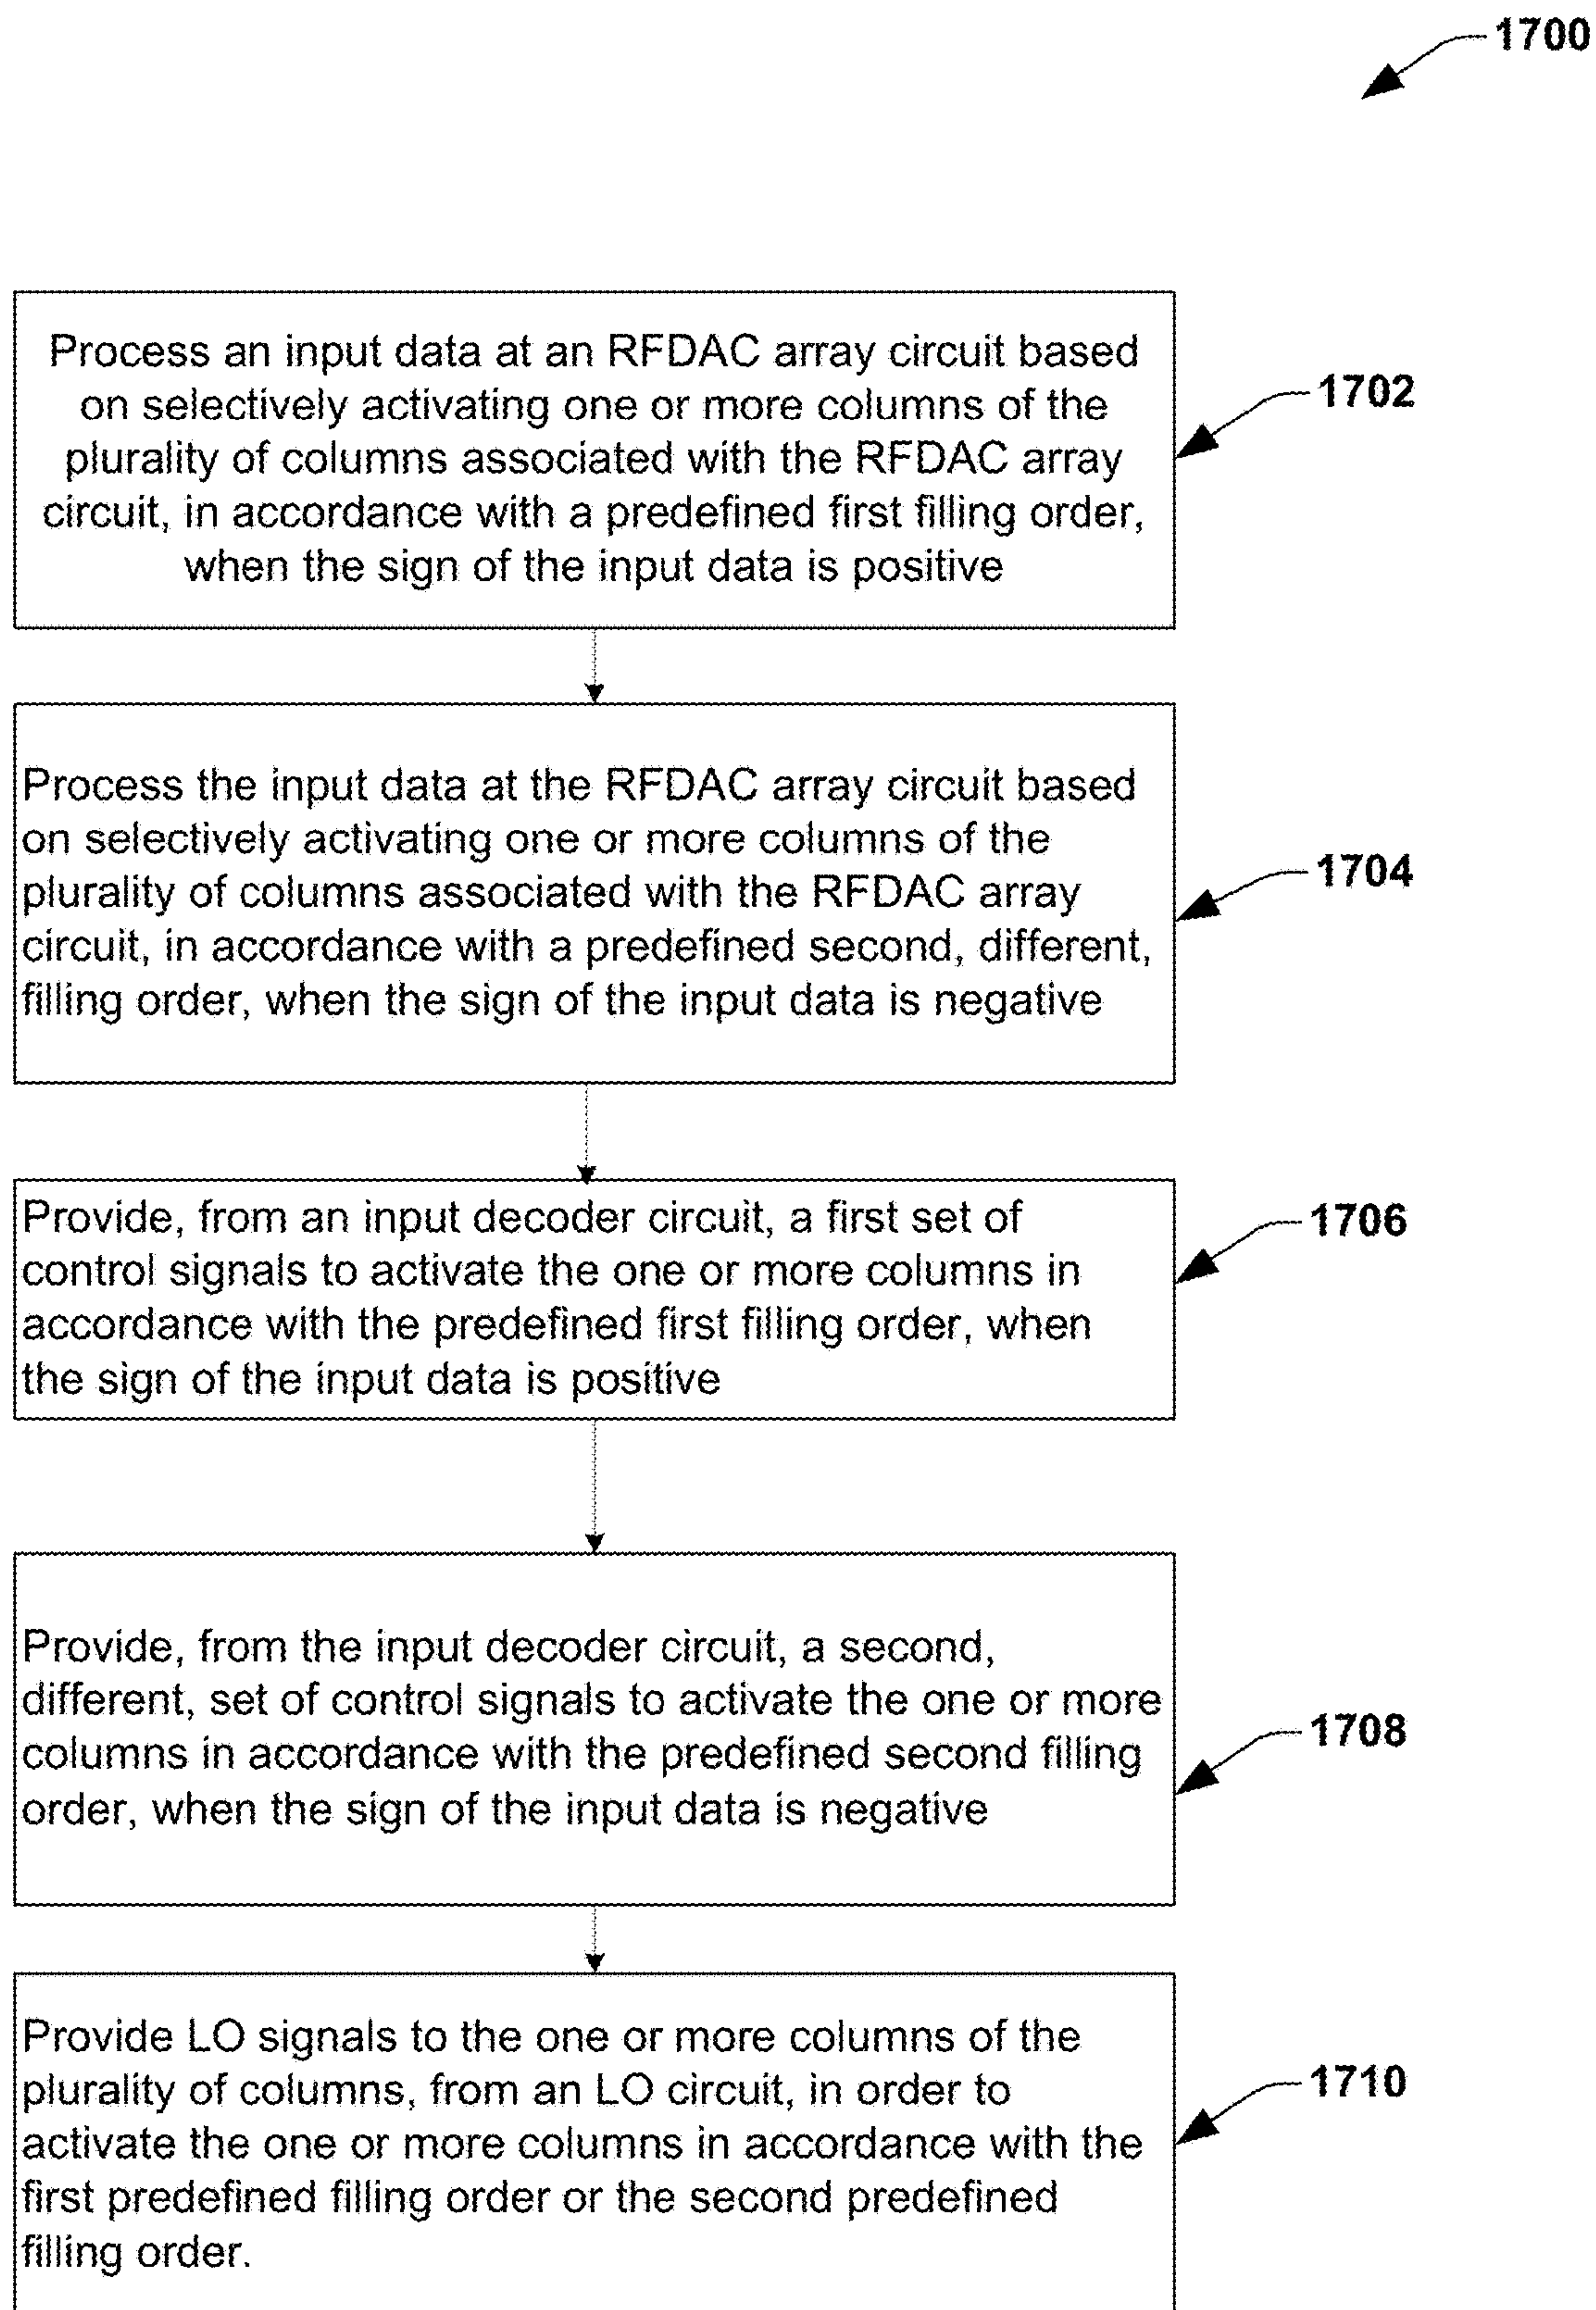 1700
Process an input data at an RFDAC array circuit based
on selectively activating one or more columns of the
plurality of columns associated with the RFDAC array
circuit, in accordance with a predefined first filling order,
when the sign of the input data is positive
1702
Process the input data at the RFDAC array circuit based
on selectively activating one or more columns of the
plurality of columns associated with the RFDAC array
circuit, in accordance with a predefined second, different,
filling order, when the sign of the input data is negative
1704
Provide, from an input decoder circuit, a first set of
control signals to activate the one or more columns in
accordance with the predefined first filling order, when
the sign of the input data is positive
1706
Provide, from the input decoder circuit, a second,
different, set of control signals to activate the one or more
columns in accordance with the predefined second filling
order, when the sign of the input data is negative
1708
Provide LO signals to the one or more columns of the
plurality of columns, from an LO circuit, in order to
activate the one or more columns in accordance with the
first predefined filling order or the second predefined
filling order.
1710